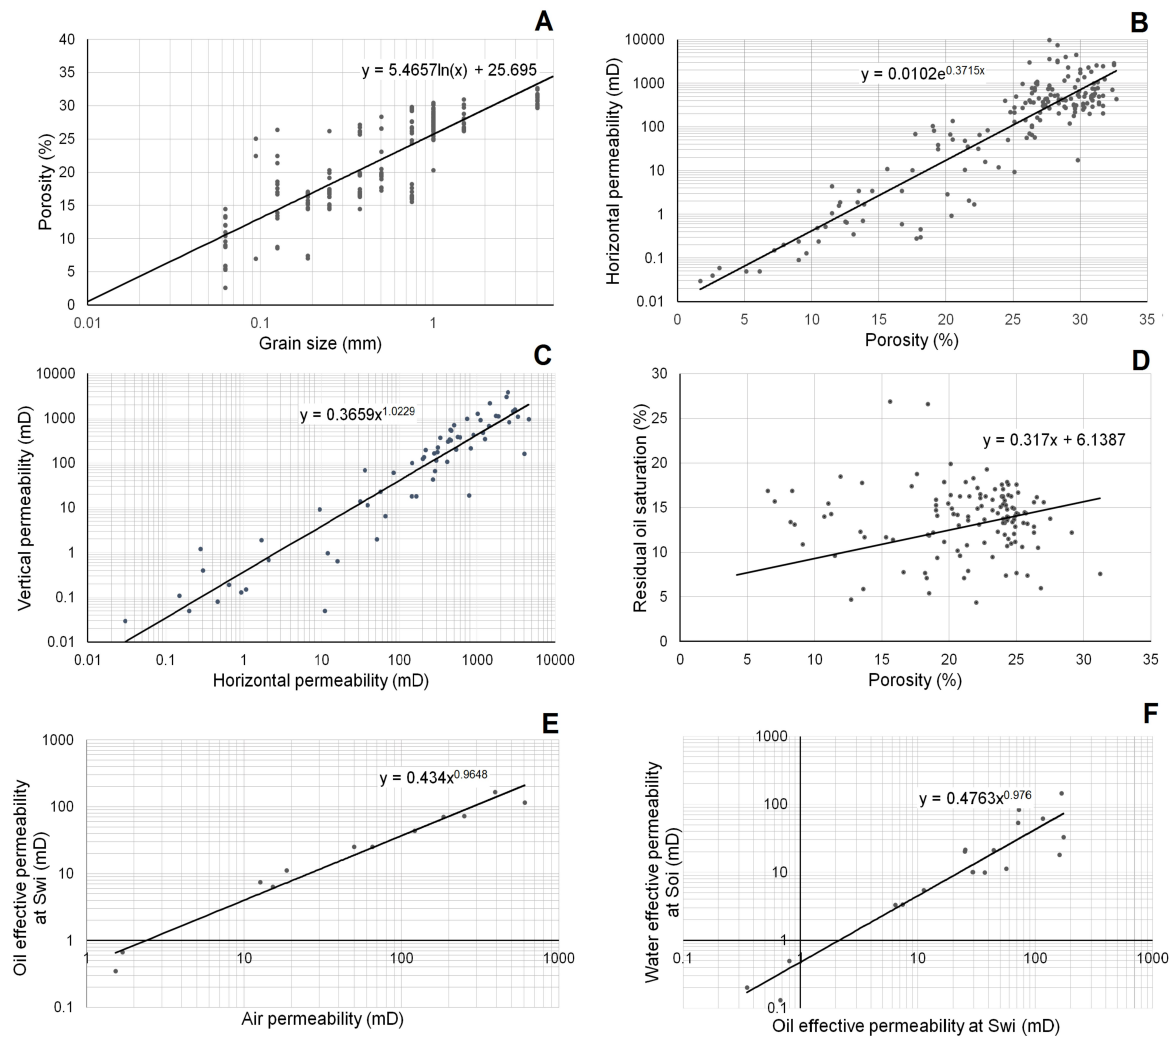 A
40
35
30
25
20
15
10
5
0
Porosity (%)
y = 5.4657ln(x) + 25.695
0.01 0.1 1
Grain size (mm)
B
10000
1000
100
10
1
0.1
0.01
Horizontal permeability (mD)
y = 0.0102e^0.3715x
0 5 10 15 20 25 30 35
Porosity (%)
C
10000
1000
100
10
1
0.1
0.01
Vertical permeability (mD)
y = 0.3659x^1.0229
0.01 0.1 1 10 100 1000 10000
Horizontal permeability (mD)
D
30
25
20
15
10
5
0
Residual oil saturation (%)
y = 0.317x + 6.1387
0 5 10 15 20 25 30 35
Porosity (%)
E
1000
100
10
1
0.1
Oil effective permeability
at Swi (mD)
y = 0.434x^0.9648
1 10 100 1000
Air permeability (mD)
F
1000
100
10
1
0.1
Water effective permeability
at Soi (mD)
y = 0.4763x^0.976
0.1 1 10 100 1000
Oil effective permeability at Swi (mD)